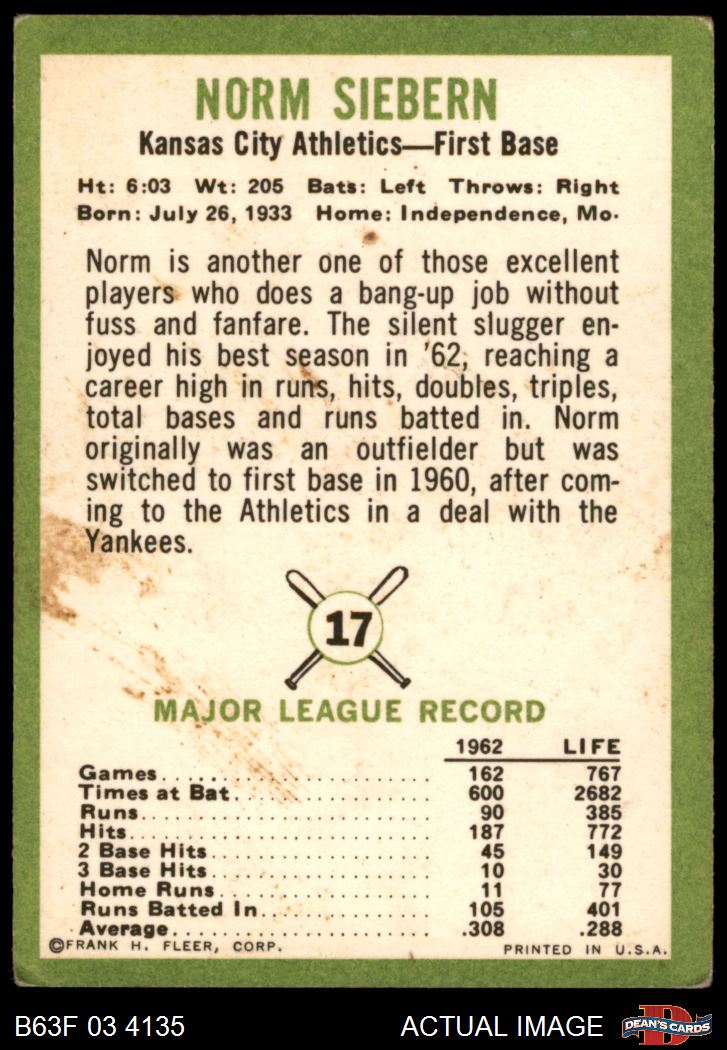 NORM SIEBERN
Kansas City Athletics—First Base
Ht: 6:03 Wt: 205 Bats: Left Throws: Right
Born: July 26, 1933 Home: Independence, Mo.
Norm is another one of those excellent
players who does a bang-up job without
fuss and fanfare. The silent slugger en-
joyed his best season in '62, reaching a
career high in runs, hits, doubles, triples,
total bases and runs batted in. Norm
originally was an outfielder but was
switched to first base in 1960, after com-
ing to the Athletics in a deal with the
Yankees.
17
MAJOR LEAGUE RECORD
1962 LIFE
Games 162 767
Times at Bat 600 2682
Runs 90 385
Hits 187 772
2 Base Hits 45 149
3 Base Hits 10 30
Home Runs 11 77
Runs Batted In 105 401
Average .308 .288
©FRANK H. FLEER, CORP. PRINTED IN U.S.A.
B63F 03 4135 ACTUAL IMAGE D DEAN'S CARDS